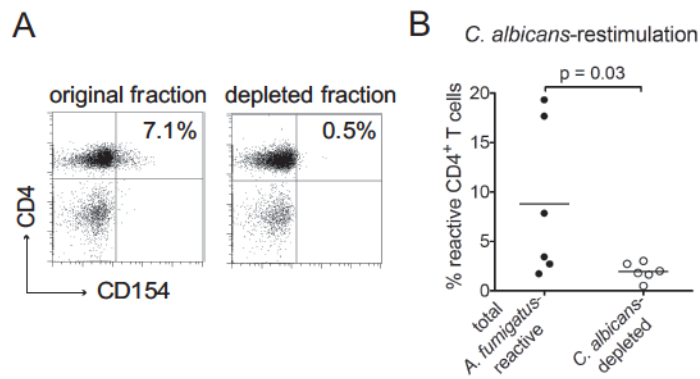 A
original fraction
depleted fraction
7.1%
0.5%
CD4
CD154
B
C. albicans-restimulation
p = 0.03
% reactive CD4+ T cells
20
15
10
5
0
total
A. fumigatus-
reactive
C. albicans-
depleted